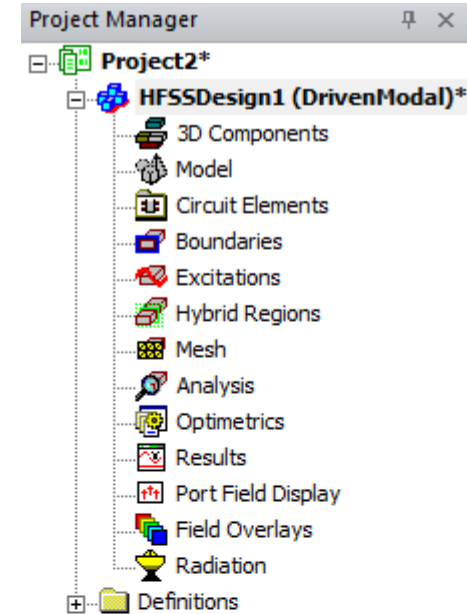 Project Manager
Project2*
HFSSDesign1 (DrivenModal)*
3D Components
Model
Circuit Elements
Boundaries
Excitations
Hybrid Regions
Mesh
Analysis
Optimetrics
Results
Port Field Display
Field Overlays
Radiation
Definitions